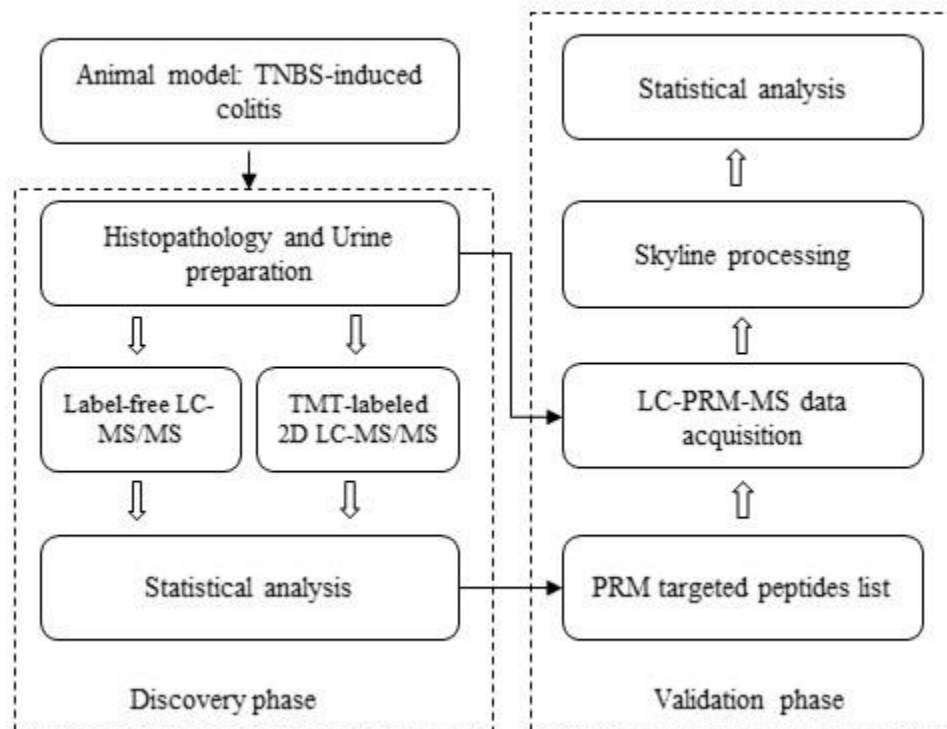 Animal model: TNBS-induced
colitis
Histopathology and Urine
preparation
Label-free LC-
MS/MS
TMT-labeled
2D LC-MS/MS
Statistical analysis
Discovery phase
Statistical analysis
Skyline processing
LC-PRM-MS data
acquisition
PRM targeted peptides list
Validation phase